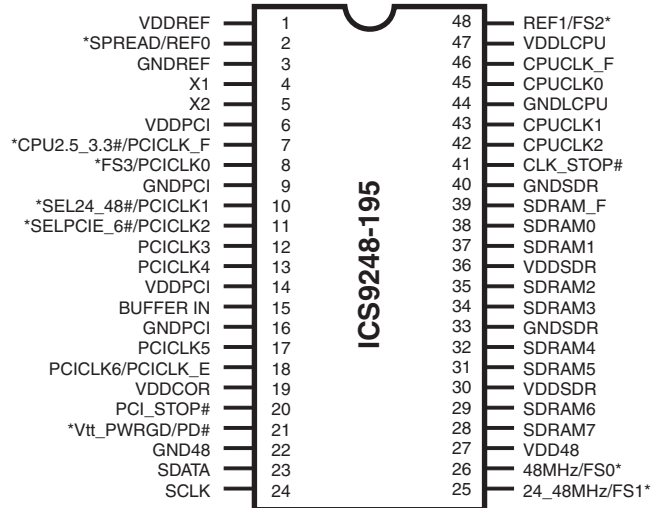 VDDREF 1 48 REF1/FS2*
*SPREAD/REF0 2 47 VDDLCPU
GNDREF 3 46 CPUCLK_F
X1 4 45 CPUCLK0
X2 5 44 GNDLCPU
VDDPCI 6 43 CPUCLK1
*CPU2.5_3.3#/PCICLK_F 7 42 CPUCLK2
*FS3/PCICLK0 8 41 CLK_STOP#
GNDPCI 9 40 GNDSDR
*SEL24_48#/PCICLK1 10 39 SDRAM_F
*SELPCIE_6#/PCICLK2 11 38 SDRAM0
PCICLK3 12 37 SDRAM1
PCICLK4 13 36 VDDSDR
VDDPCI 14 35 SDRAM2
BUFFER IN 15 34 SDRAM3
GNDPCI 16 33 GNDSDR
PCICLK5 17 32 SDRAM4
PCICLK6/PCICLK_E 18 31 SDRAM5
VDDCOR 19 30 VDDSDR
PCI_STOP# 20 29 SDRAM6
*Vtt_PWRGD/PD# 21 28 SDRAM7
GND48 22 27 VDD48
SDATA 23 26 48MHz/FS0*
SCLK 24 25 24_48MHz/FS1*
ICS9248-195